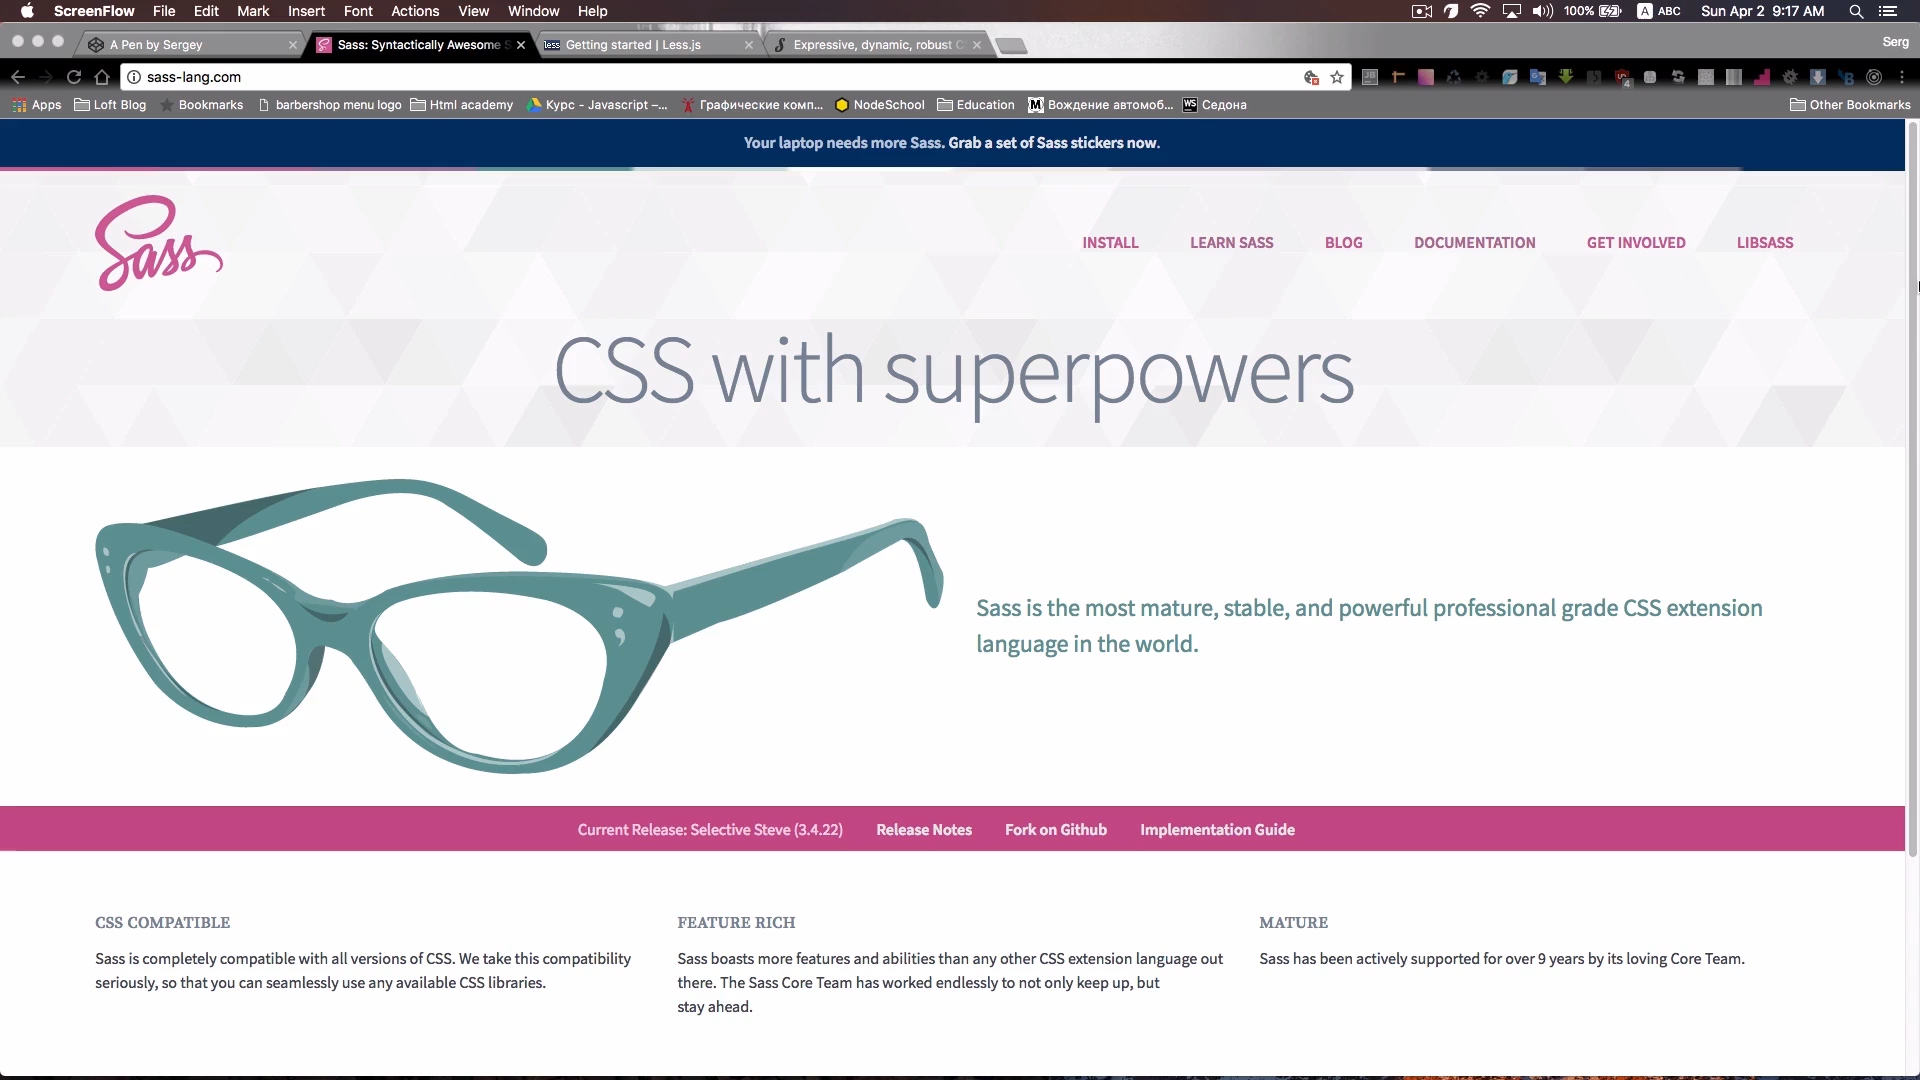 ScreenFlow File Edit Mark Insert Font Actions View Window Help 100% A ABC Sun Apr 2 9:17 AM
A Pen by Sergey Sass: Syntactically Awesome S Getting started | Less.js Expressive, dynamic, robust C Serg
sass-lang.com
Apps Loft Blog Bookmarks barbershop menu logo Html academy Курс - Javascript –... Графические комп... NodeSchool Education Вождение автомоб... WS Седона Other Bookmarks
Your laptop needs more Sass. Grab a set of Sass stickers now.
Sass
INSTALL LEARN SASS BLOG DOCUMENTATION GET INVOLVED LIBSASS
CSS with superpowers
Sass is the most mature, stable, and powerful professional grade CSS extension
language in the world.
Current Release: Selective Steve (3.4.22) Release Notes Fork on Github Implementation Guide
CSS COMPATIBLE
Sass is completely compatible with all versions of CSS. We take this compatibility
seriously, so that you can seamlessly use any available CSS libraries.
FEATURE RICH
Sass boasts more features and abilities than any other CSS extension language out
there. The Sass Core Team has worked endlessly to not only keep up, but
stay ahead.
MATURE
Sass has been actively supported for over 9 years by its loving Core Team.